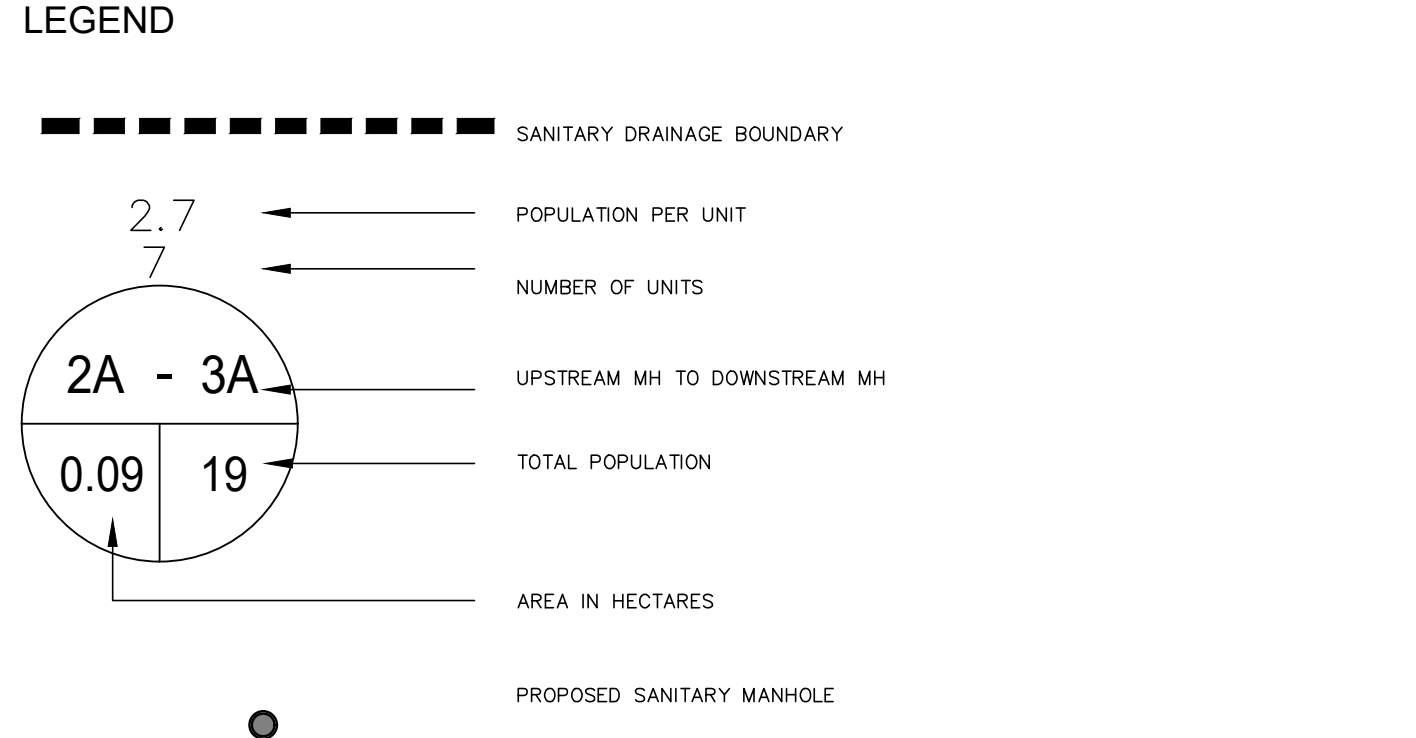 LEGEND
SANITARY DRAINAGE BOUNDARY
2.7
POPULATION PER UNIT
7
NUMBER OF UNITS
2A - 3A
UPSTREAM MH TO DOWNSTREAM MH
0.09 19
TOTAL POPULATION
AREA IN HECTARES
PROPOSED SANITARY MANHOLE